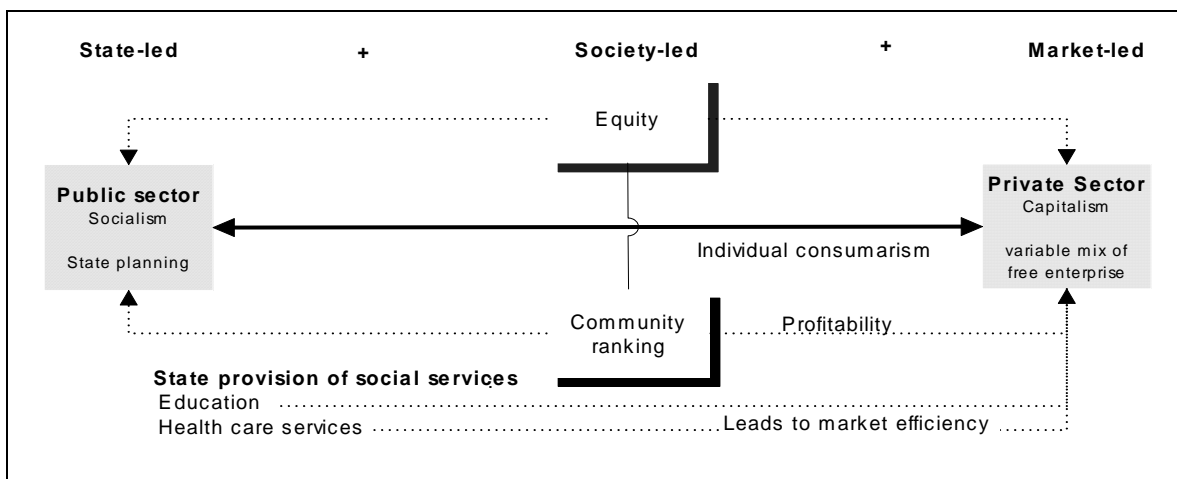 State-led + Society-led + Market-led
Equity
Public sector
Socialism
State planning
Private Sector
Capitalism
variable mix of
free enterprise
Individual consumarism
Community
ranking
Profitability
State provision of social services
Education
Health care services
Leads to market efficiency